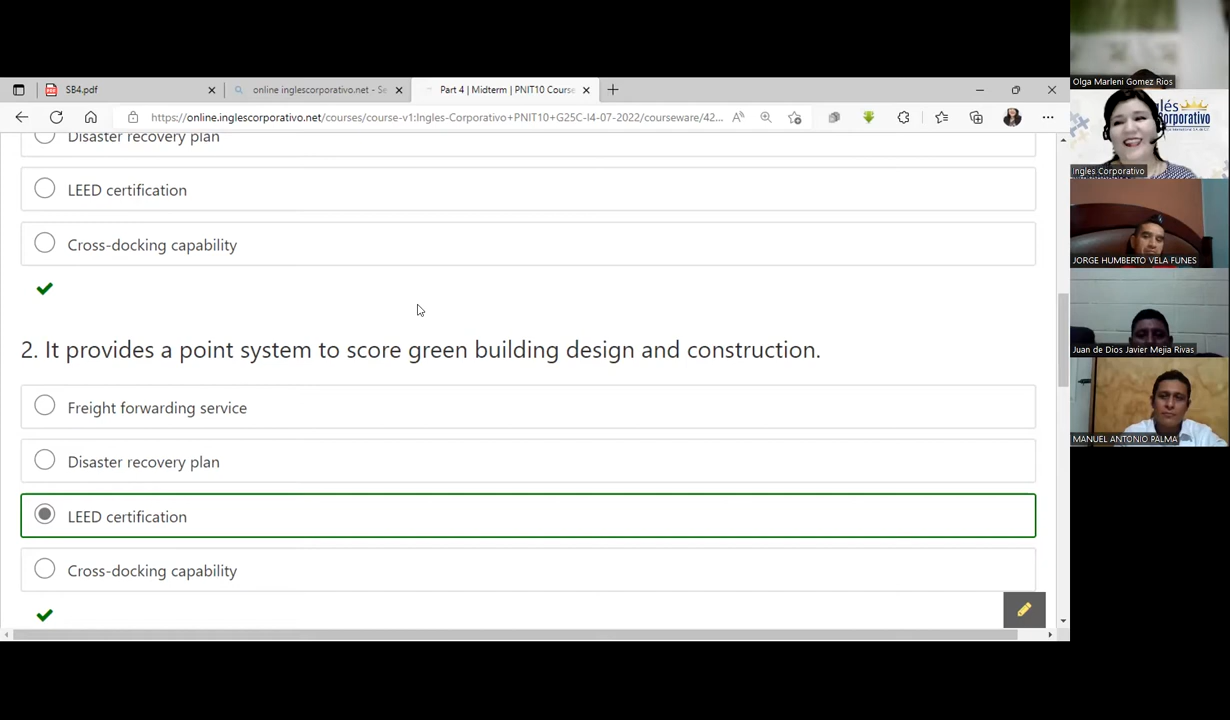 SB4.pdf
online inglescorporativo.net - Se
Part 4 | Midterm | PNIT10 Course
https://online.inglescorporativo.net/courses/course-v1:Ingles-Corporativo+PNIT10+G25C-I4-07-2022/courseware/42...
Disaster recovery plan
LEED certification
Cross-docking capability
2. It provides a point system to score green building design and construction.
Freight forwarding service
Disaster recovery plan
LEED certification
Cross-docking capability
Olga Marleni Gomez Rios
Ingles Corporativo
JORGE HUMBERTO VELA FUNES
Juan de Dios Javier Mejia Rivas
MANUEL ANTONIO PALMA